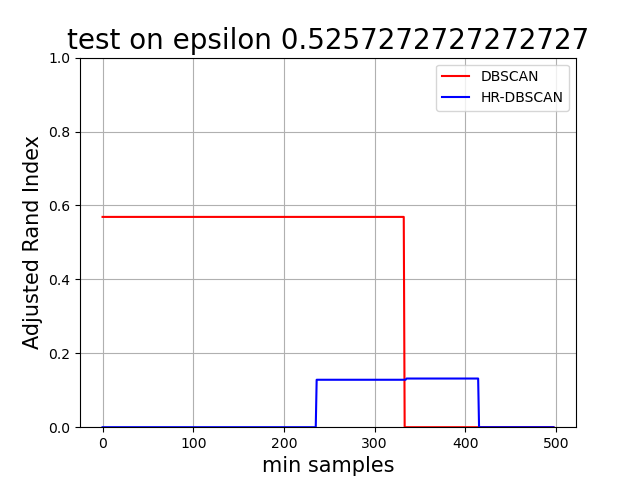 test on epsilon 0.5257272727272727
1.0
DBSCAN
HR-DBSCAN
0.8
0.6
0.4
0.2
0.0
Adjusted Rand Index
0 100 200 300 400 500
min samples